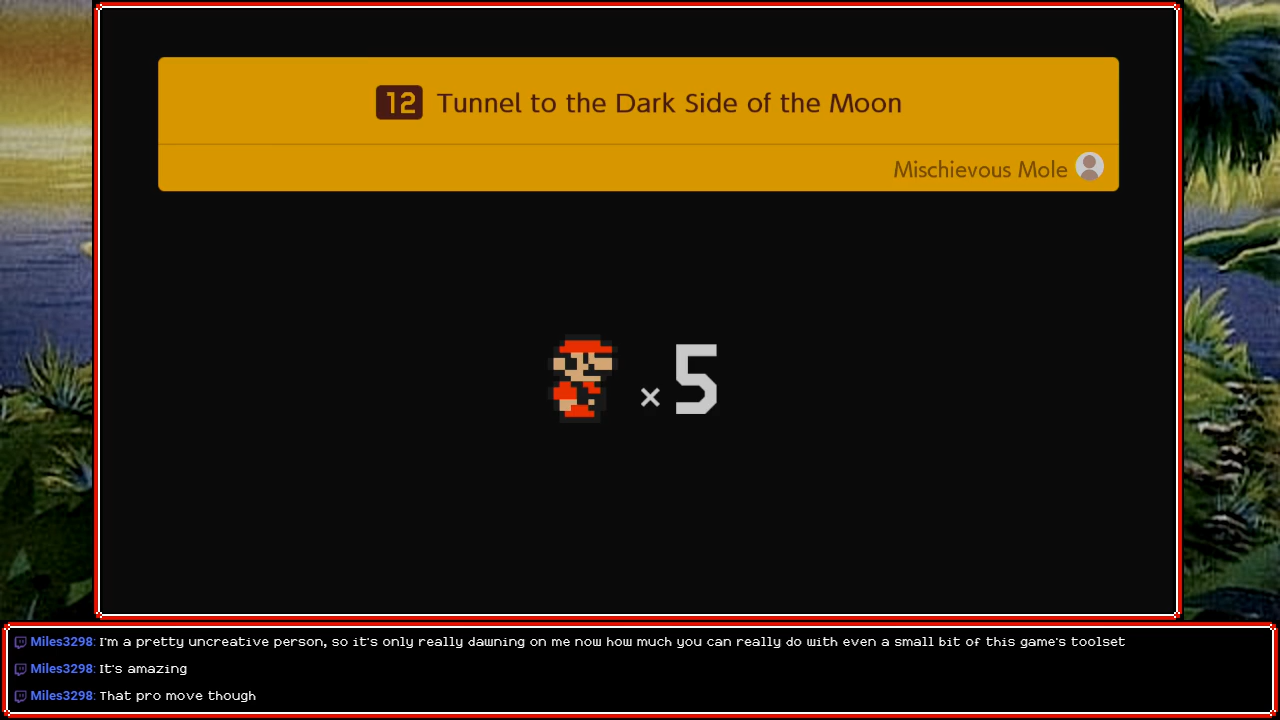 12 Tunnel to the Dark Side of the Moon
Mischievous Mole
× 5
Miles3298: I'm a pretty uncreative person, so it's only really dawning on me now how much you can really do with even a small bit of this game's toolset
Miles3298: It's amazing
Miles3298: That pro move though